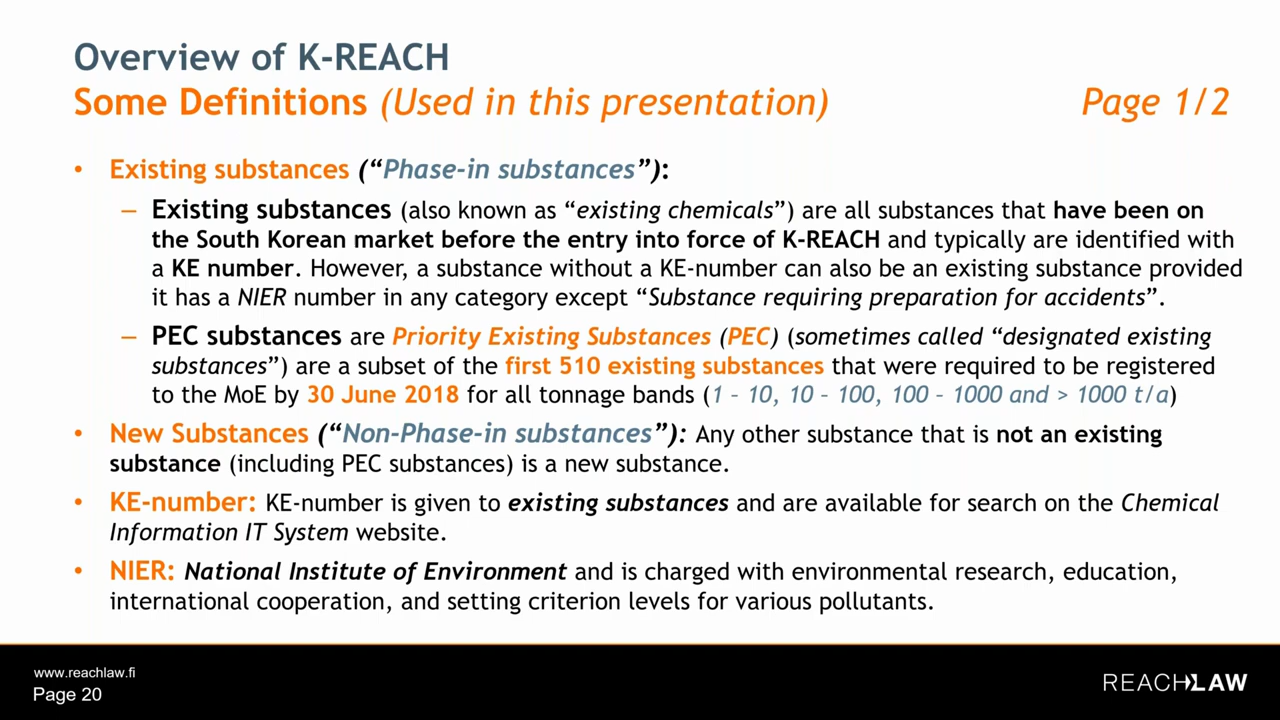 Overview of K-REACH
Some Definitions (Used in this presentation) Page 1/2
• Existing substances (“Phase-in substances”):
– Existing substances (also known as “existing chemicals”) are all substances that have been on
the South Korean market before the entry into force of K-REACH and typically are identified with
a KE number. However, a substance without a KE-number can also be an existing substance provided
it has a NIER number in any category except “Substance requiring preparation for accidents”.
– PEC substances are Priority Existing Substances (PEC) (sometimes called “designated existing
substances”) are a subset of the first 510 existing substances that were required to be registered
to the MoE by 30 June 2018 for all tonnage bands (1 – 10, 10 – 100, 100 – 1000 and > 1000 t/a)
• New Substances (“Non-Phase-in substances”): Any other substance that is not an existing
substance (including PEC substances) is a new substance.
• KE-number: KE-number is given to existing substances and are available for search on the Chemical
Information IT System website.
• NIER: National Institute of Environment and is charged with environmental research, education,
international cooperation, and setting criterion levels for various pollutants.
www.reachlaw.fi
Page 20
REACHLAW